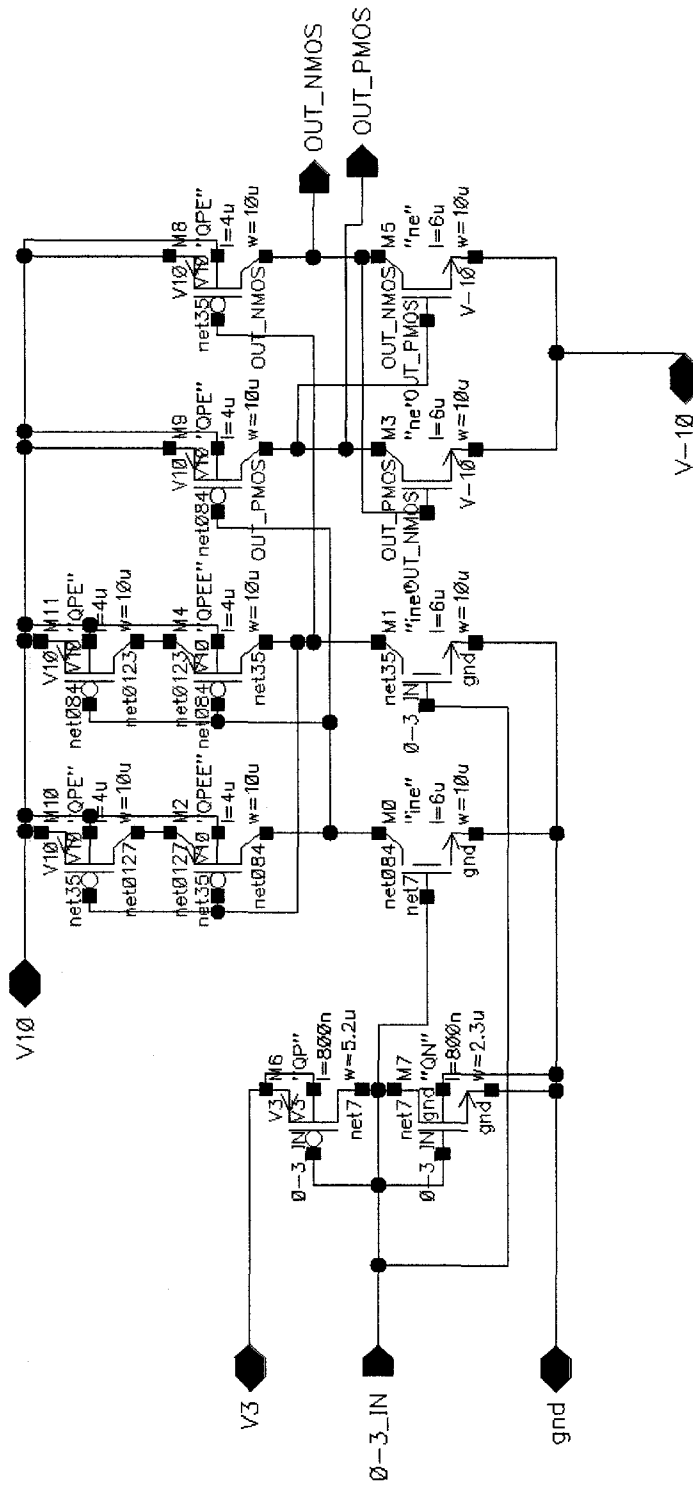 V10
V3
0-3_IN
gnd
V-10
OUT_NMOS
OUT_PMOS
M6
V3
V3
"QP"
l=800n
w=5.2u
0-3_IN
net7
M7
net7
gnd
"QN"
l=800n
w=2.3u
0-3_IN
gnd
M10
V10
V10
"QPE"
l=4u
w=10u
net35
net0127
M2
net0127
V10
"QPEE"
l=4u
w=10u
net35
net084
M0
net084
"ine"
l=6u
w=10u
net7
gnd
M11
V10
V10
"QPE"
l=4u
w=10u
net084
net0123
M4
net0123
V10
"QPEE"
l=4u
w=10u
net084
net35
M1
net35
"ine"
l=6u
w=10u
0-3_IN
gnd
M9
V10
V10
"QPE"
l=4u
w=10u
net084
OUT_PMOS
M3
OUT_PMOS
"ne"
l=6u
w=10u
OUT_NMOS
V-10
M8
V10
V10
"QPE"
l=4u
w=10u
net35
OUT_NMOS
M5
OUT_NMOS
"ne"
l=6u
w=10u
OUT_PMOS
V-10